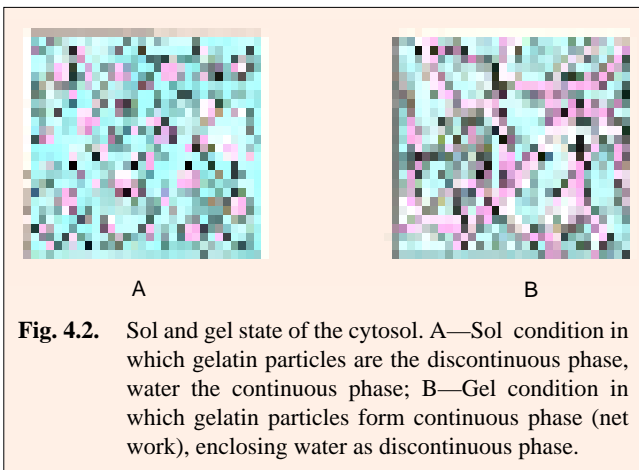 A
B
Fig. 4.2. Sol and gel state of the cytosol. A—Sol condition in
which gelatin particles are the discontinuous phase,
water the continuous phase; B—Gel condition in
which gelatin particles form continuous phase (net
work), enclosing water as discontinuous phase.